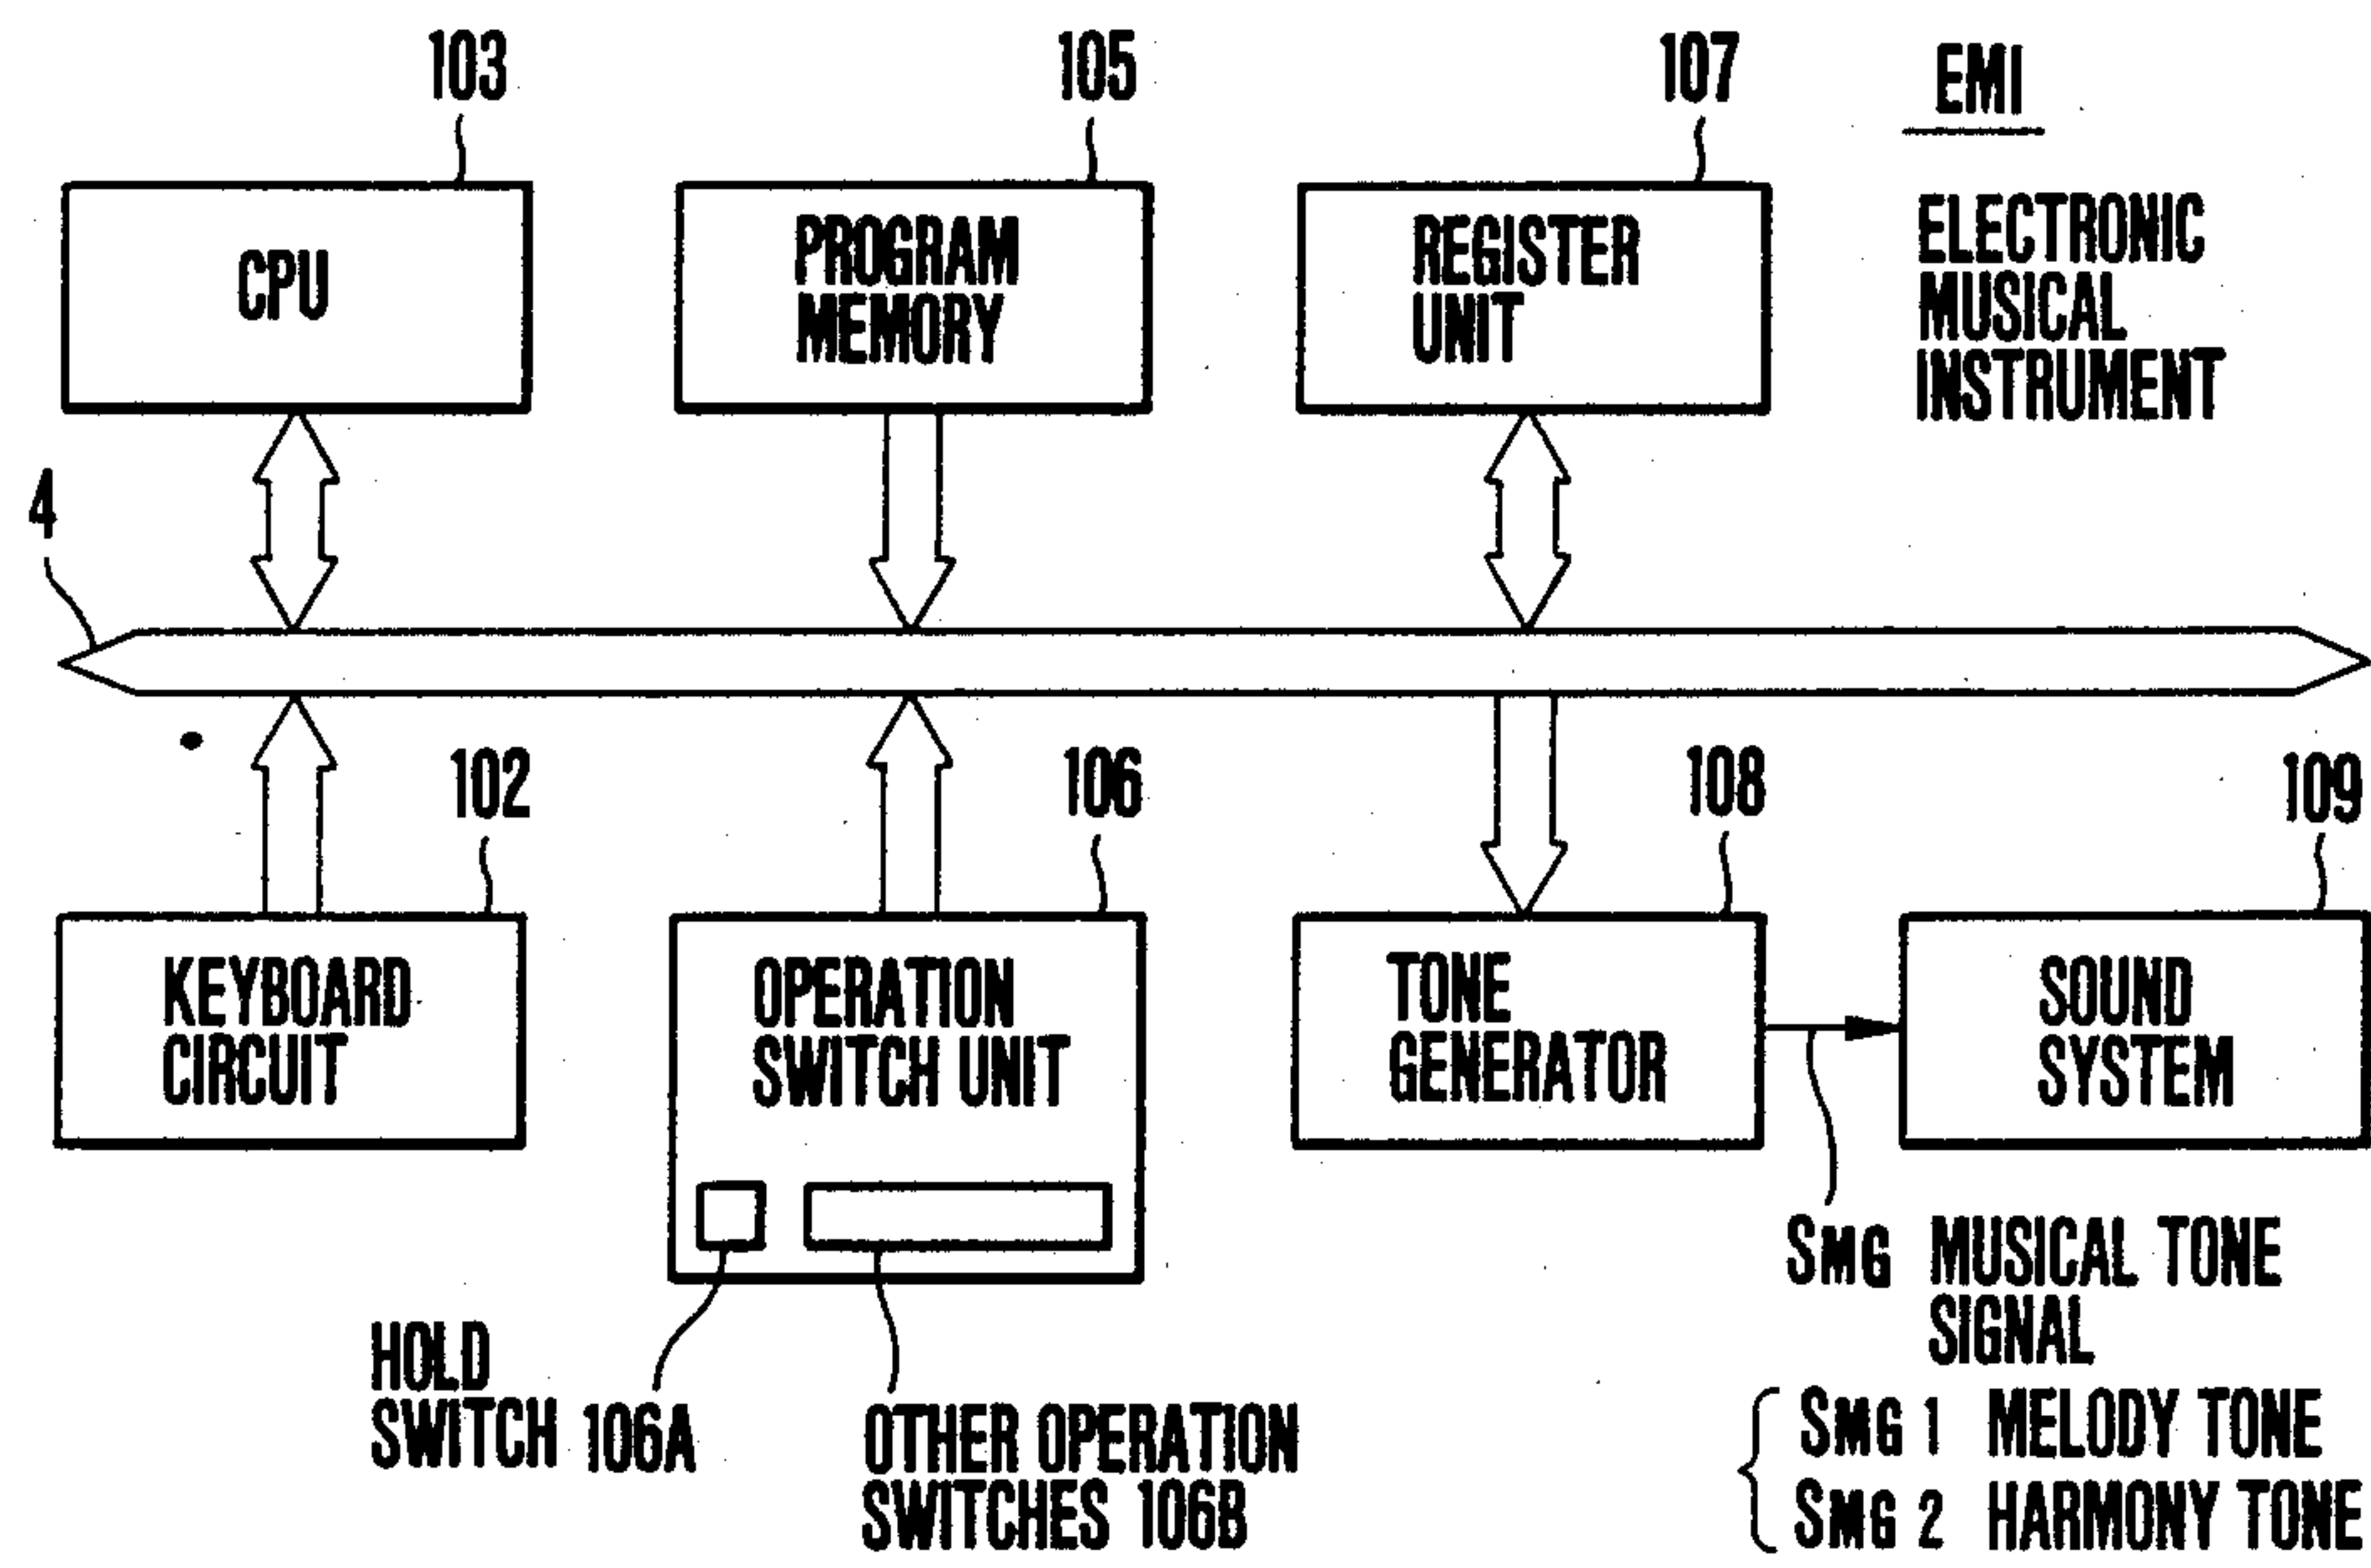 103
105
107
EMI
CPU
PROGRAM
MEMORY
REGISTER
UNIT
ELECTRONIC
MUSICAL
INSTRUMENT
4
102
106
108
109
KEYBOARD
CIRCUIT
OPERATION
SWITCH UNIT
TONE
GENERATOR
SOUND
SYSTEM
SMG MUSICAL TONE
SIGNAL
HOLD
SWITCH 106A
OTHER OPERATION
SWITCHES 106B
SMG 1 MELODY TONE
SMG 2 HARMONY TONE